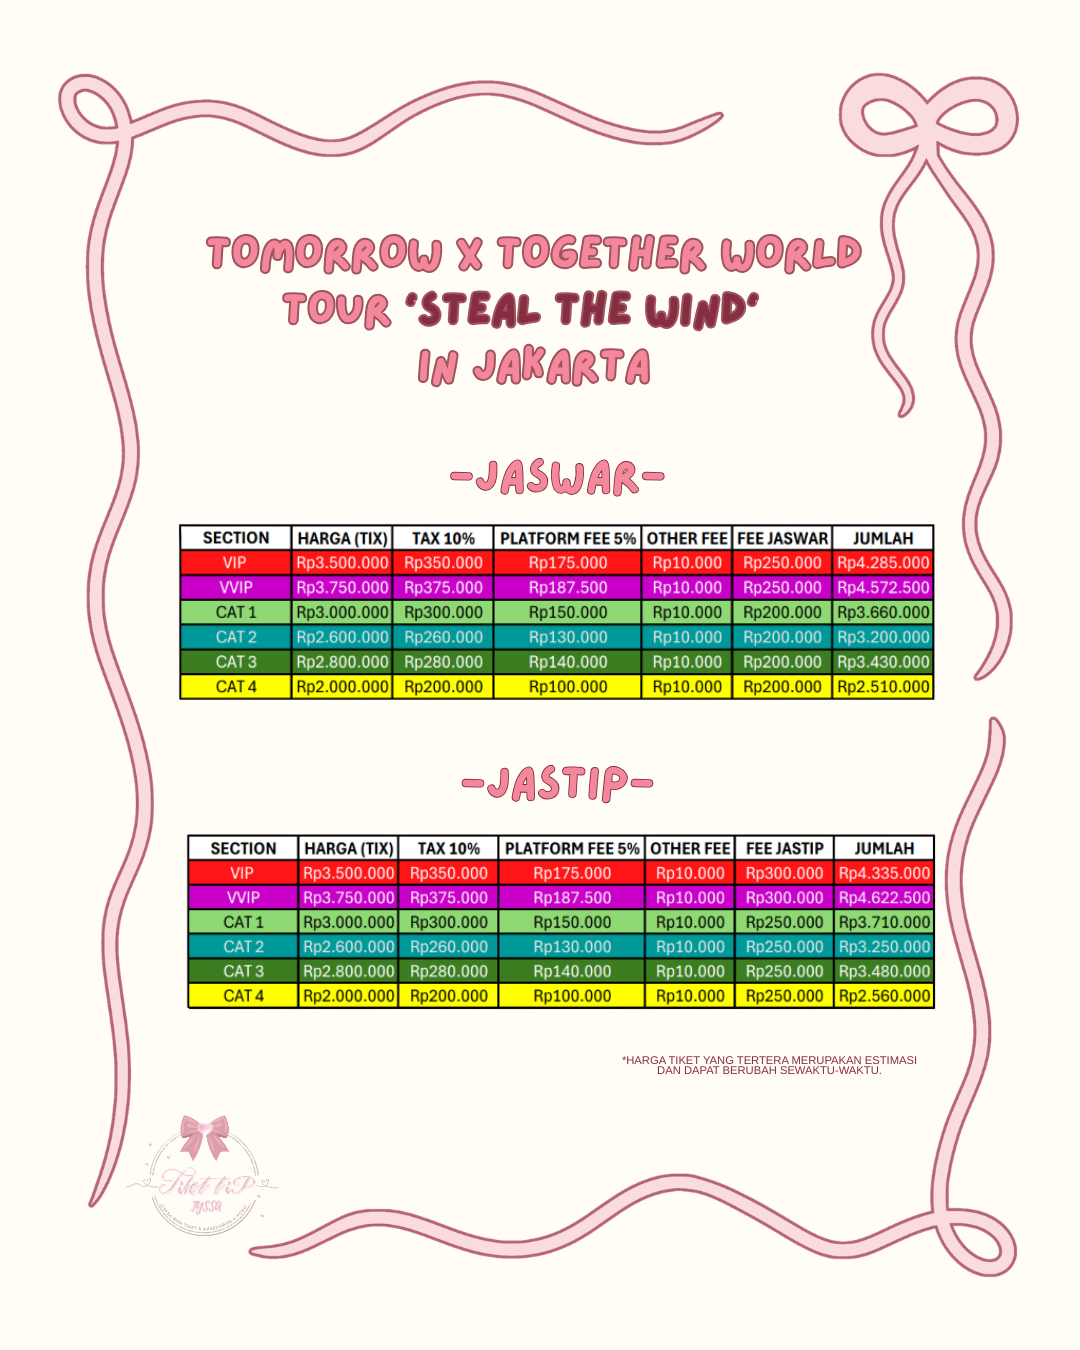 TOMORROW X TOGETHER WORLD
TOUR 'STEAL THE WIND'
IN JAKARTA
-JASWAR-
SECTION HARGA (TIX) TAX 10% PLATFORM FEE 5% OTHER FEE FEE JASWAR JUMLAH
VIP Rp3.500.000 Rp350.000 Rp175.000 Rp10.000 Rp250.000 Rp4.285.000
VVIP Rp3.750.000 Rp375.000 Rp187.500 Rp10.000 Rp250.000 Rp4.572.500
CAT 1 Rp3.000.000 Rp300.000 Rp150.000 Rp10.000 Rp200.000 Rp3.660.000
CAT 2 Rp2.600.000 Rp260.000 Rp130.000 Rp10.000 Rp200.000 Rp3.200.000
CAT 3 Rp2.800.000 Rp280.000 Rp140.000 Rp10.000 Rp200.000 Rp3.430.000
CAT 4 Rp2.000.000 Rp200.000 Rp100.000 Rp10.000 Rp200.000 Rp2.510.000
-JASTIP-
SECTION HARGA (TIX) TAX 10% PLATFORM FEE 5% OTHER FEE FEE JASTIP JUMLAH
VIP Rp3.500.000 Rp350.000 Rp175.000 Rp10.000 Rp300.000 Rp4.335.000
VVIP Rp3.750.000 Rp375.000 Rp187.500 Rp10.000 Rp300.000 Rp4.622.500
CAT 1 Rp3.000.000 Rp300.000 Rp150.000 Rp10.000 Rp250.000 Rp3.710.000
CAT 2 Rp2.600.000 Rp260.000 Rp130.000 Rp10.000 Rp250.000 Rp3.250.000
CAT 3 Rp2.800.000 Rp280.000 Rp140.000 Rp10.000 Rp250.000 Rp3.480.000
CAT 4 Rp2.000.000 Rp200.000 Rp100.000 Rp10.000 Rp250.000 Rp2.560.000
*HARGA TIKET YANG TERTERA MERUPAKAN ESTIMASI
DAN DAPAT BERUBAH SEWAKTU-WAKTU.
Tiket tiP
JYSSA